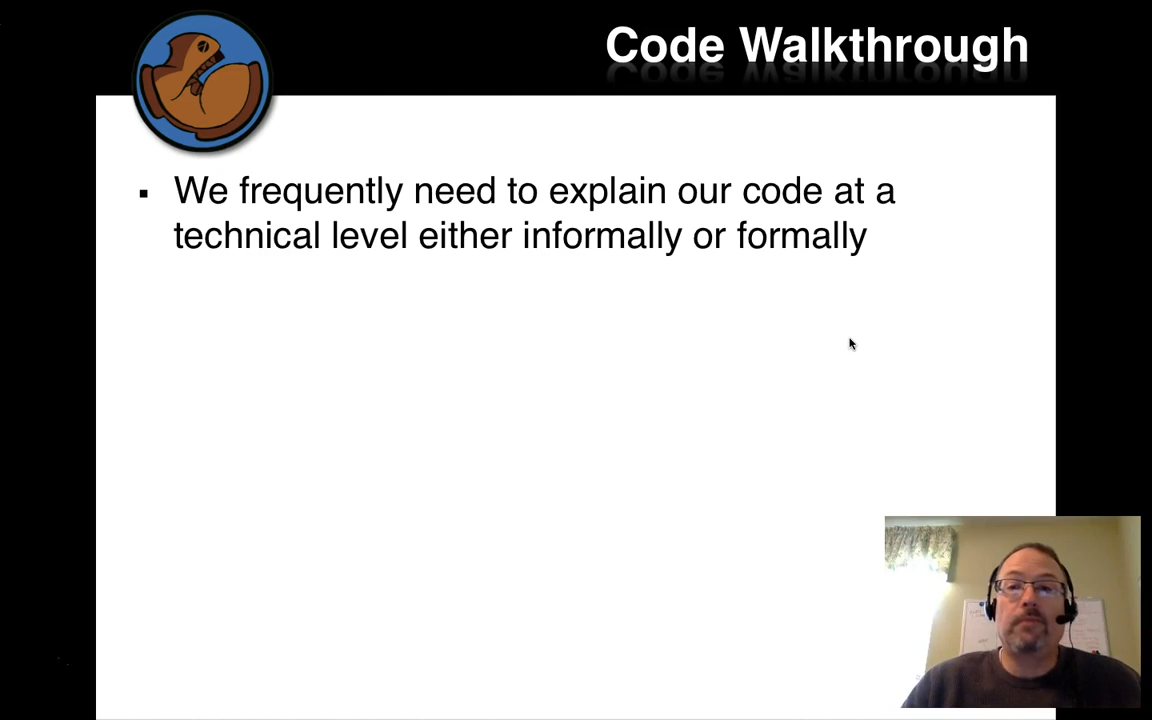 Code Walkthrough
▪ We frequently need to explain our code at a
technical level either informally or formally